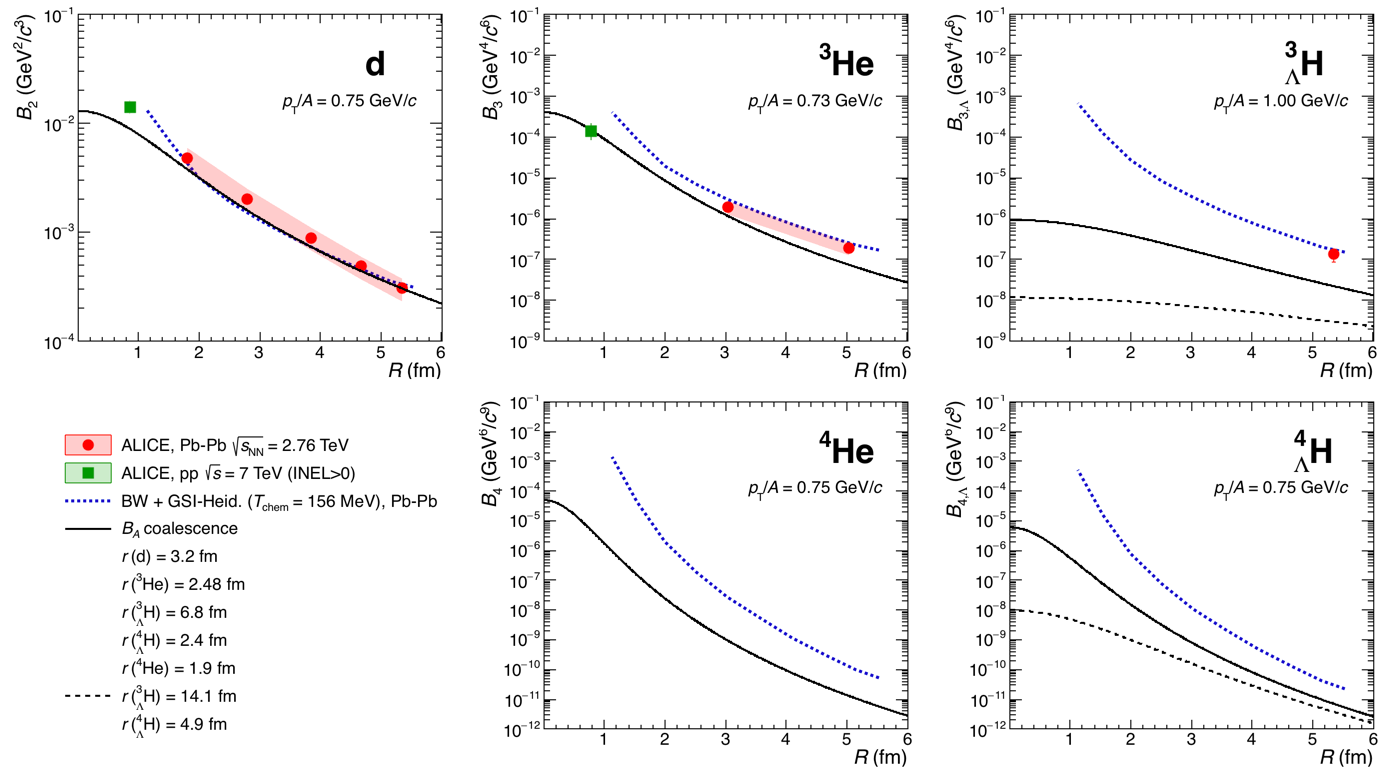 B₂ (GeV²/c³)
10⁻¹
10⁻²
10⁻³
10⁻⁴
d
p_T/A = 0.75 GeV/c
1 2 3 4 5 6
R (fm)
B₃ (GeV⁴/c⁶)
10⁻¹
10⁻²
10⁻³
10⁻⁴
10⁻⁵
10⁻⁶
10⁻⁷
10⁻⁸
10⁻⁹
³He
p_T/A = 0.73 GeV/c
1 2 3 4 5 6
R (fm)
B₃,Λ (GeV⁴/c⁶)
10⁻¹
10⁻²
10⁻³
10⁻⁴
10⁻⁵
10⁻⁶
10⁻⁷
10⁻⁸
10⁻⁹
³ΛH
p_T/A = 1.00 GeV/c
1 2 3 4 5 6
R (fm)
ALICE, Pb-Pb √s_NN = 2.76 TeV
ALICE, pp √s = 7 TeV (INEL>0)
BW + GSI-Heid. (T_chem = 156 MeV), Pb-Pb
B_A coalescence
r (d) = 3.2 fm
r (³He) = 2.48 fm
r (³ΛH) = 6.8 fm
r (⁴ΛH) = 2.4 fm
r (⁴He) = 1.9 fm
r (³ΛH) = 14.1 fm
r (⁴ΛH) = 4.9 fm
B₄ (GeV⁶/c⁹)
10⁻¹
10⁻²
10⁻³
10⁻⁴
10⁻⁵
10⁻⁶
10⁻⁷
10⁻⁸
10⁻⁹
10⁻¹⁰
10⁻¹¹
10⁻¹²
⁴He
p_T/A = 0.75 GeV/c
1 2 3 4 5 6
R (fm)
B₄,Λ (GeV⁶/c⁹)
10⁻¹
10⁻²
10⁻³
10⁻⁴
10⁻⁵
10⁻⁶
10⁻⁷
10⁻⁸
10⁻⁹
10⁻¹⁰
10⁻¹¹
10⁻¹²
⁴ΛH
p_T/A = 0.75 GeV/c
1 2 3 4 5 6
R (fm)